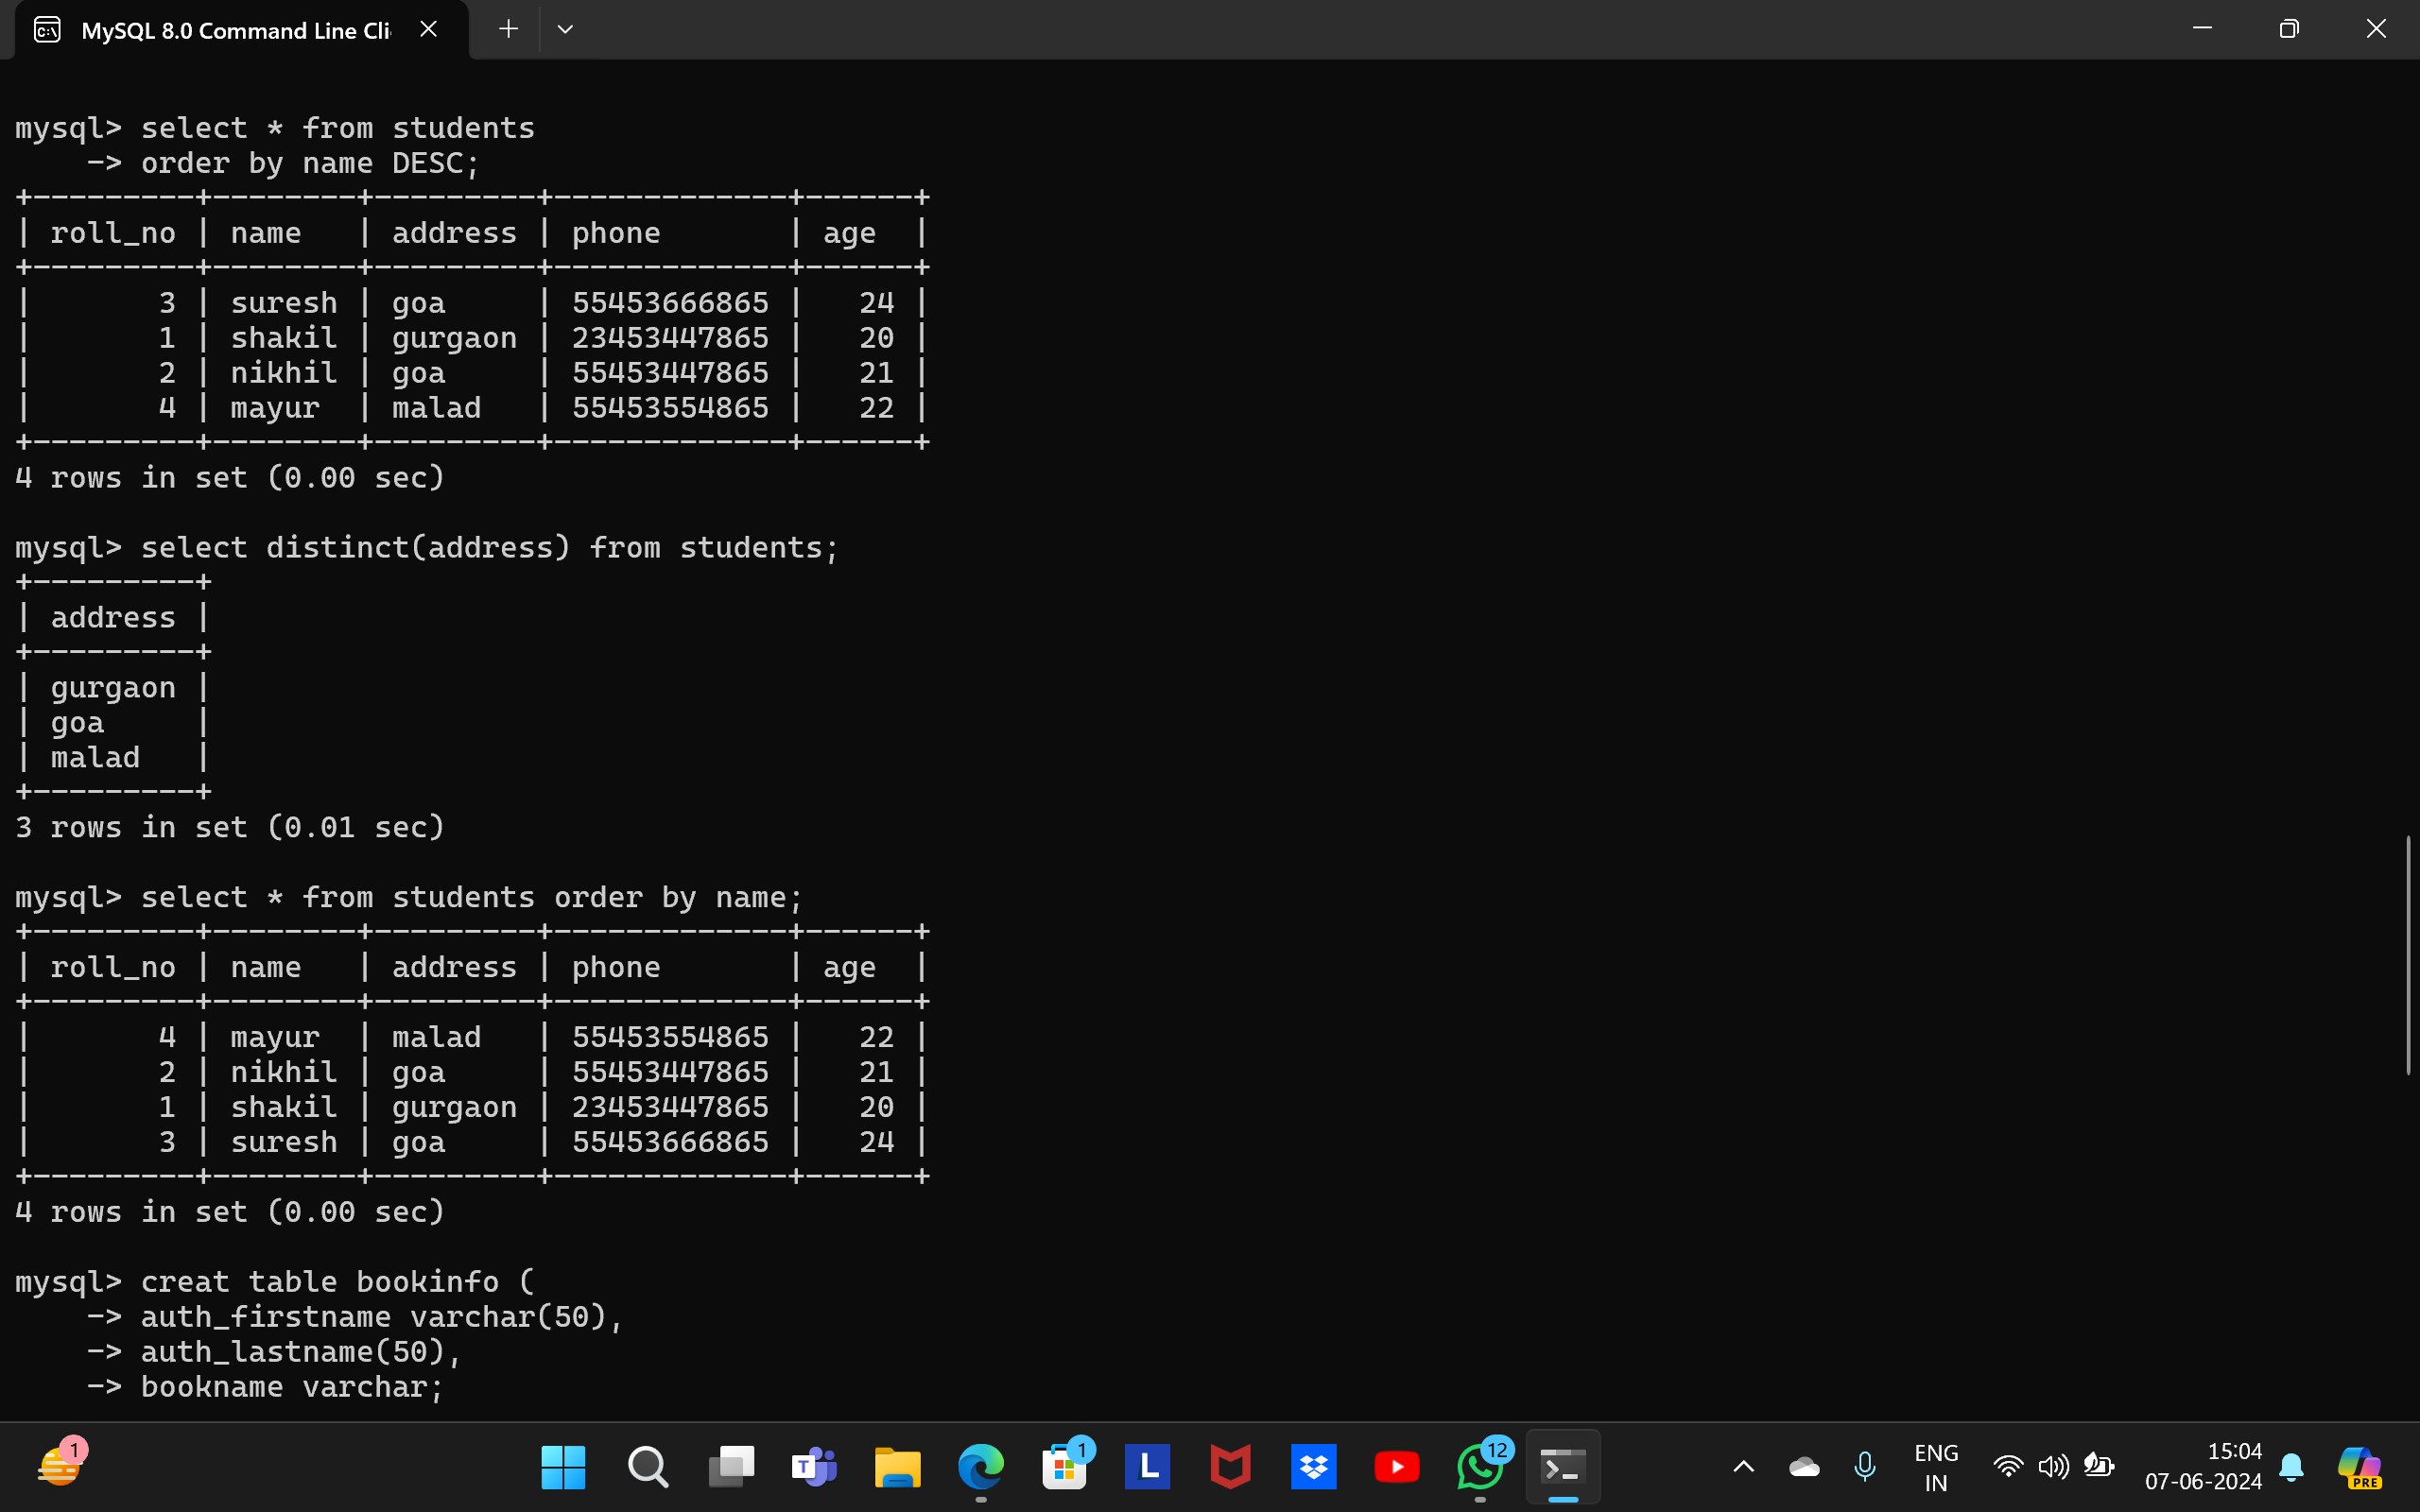 MySQL 8.0 Command Line Cli
mysql> select * from students
    -> order by name DESC;
+---------+--------+---------+-------------+------+
| roll_no | name   | address | phone       | age  |
+---------+--------+---------+-------------+------+
|       3 | suresh | goa     | 55453666865 |   24 |
|       1 | shakil | gurgaon | 23453447865 |   20 |
|       2 | nikhil | goa     | 55453447865 |   21 |
|       4 | mayur  | malad   | 55453554865 |   22 |
+---------+--------+---------+-------------+------+
4 rows in set (0.00 sec)
mysql> select distinct(address) from students;
+---------+
| address |
+---------+
| gurgaon |
| goa     |
| malad   |
+---------+
3 rows in set (0.01 sec)
mysql> select * from students order by name;
+---------+--------+---------+-------------+------+
| roll_no | name   | address | phone       | age  |
+---------+--------+---------+-------------+------+
|       4 | mayur  | malad   | 55453554865 |   22 |
|       2 | nikhil | goa     | 55453447865 |   21 |
|       1 | shakil | gurgaon | 23453447865 |   20 |
|       3 | suresh | goa     | 55453666865 |   24 |
+---------+--------+---------+-------------+------+
4 rows in set (0.00 sec)
mysql> creat table bookinfo (
    -> auth_firstname varchar(50),
    -> auth_lastname(50),
    -> bookname varchar;
1
T
1
L
12
ENG
IN
15:04
07-06-2024
PRE